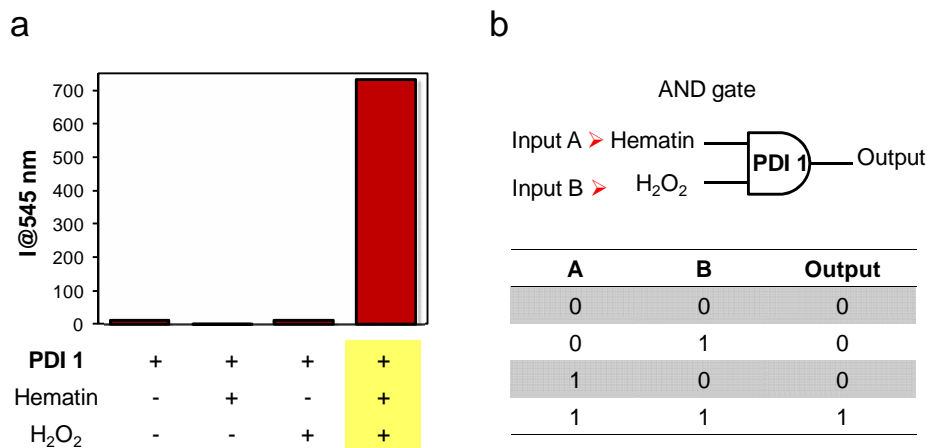 a
700
600
500
400
300
200
100
0
I@545 nm
PDI 1 + + + +
Hematin - + - +
H₂O₂ - - + +
b
AND gate
Input A ➢ Hematin
Input B ➢ H₂O₂
PDI 1
Output
A B Output
0 0 0
0 1 0
1 0 0
1 1 1